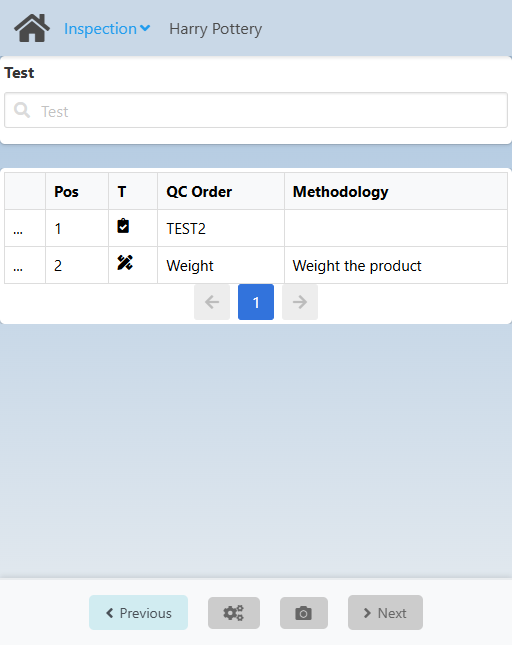 Inspection Harry Pottery
Test
Test
Pos T QC Order Methodology
... 1 TEST2
... 2 Weight Weight the product
1
Previous Next